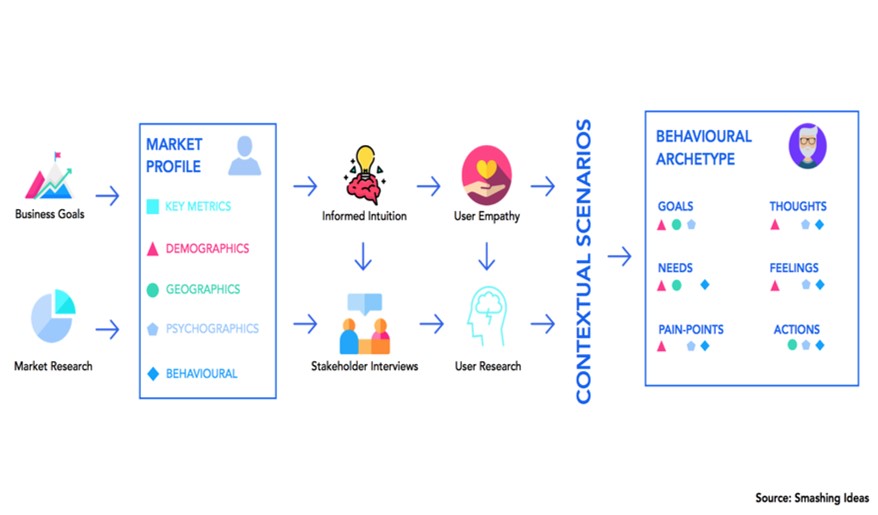 Business Goals
Market Research
MARKET
PROFILE
KEY METRICS
DEMOGRAPHICS
GEOGRAPHICS
PSYCHOGRAPHICS
BEHAVIOURAL
Informed Intuition
User Empathy
Stakeholder Interviews
User Research
CONTEXTUAL SCENARIOS
BEHAVIOURAL
ARCHETYPE
GOALS
THOUGHTS
NEEDS
FEELINGS
PAIN-POINTS
ACTIONS
Source: Smashing Ideas